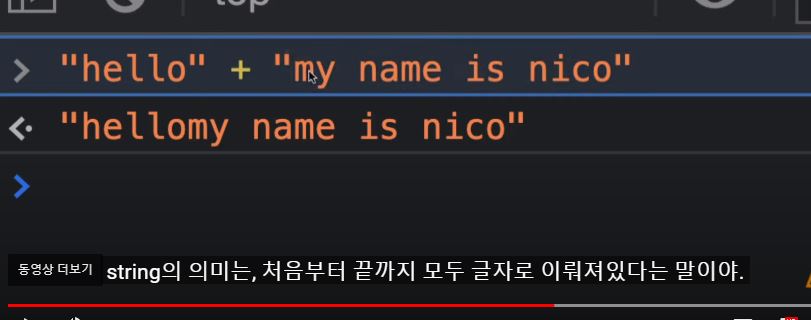 top
> "hello" + "my name is nico"
<· "hellomy name is nico"
>
동영상 더보기 string의 의미는, 처음부터 끝까지 모두 글자로 이뤄져있다는 말이야.